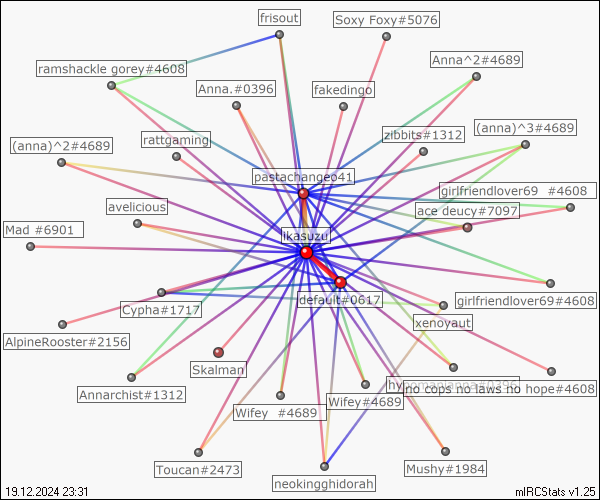 frisout
Soxy Foxy#5076
Anna^2#4689
ramshackle gorey#4608
Anna.#0396
fakedingo
(anna)^3#4689
zibbits#1312
rattgaming
(anna)^2#4689
pastachangeo41
girlfriendlover69 #4608
avelicious
ace deucy#7097
Mad #6901
ikasuzu
default#0617
girlfriendlover69#4608
Cypha#1717
xenoyaut
AlpineRooster#2156
Skalman
no cops no laws no hope#4608
Annarchist#1312
Wifey #4689
Wifey#4689
Toucan#2473
Mushy#1984
neokingghidorah
19.12.2024 23:31
mIRCStats v1.25